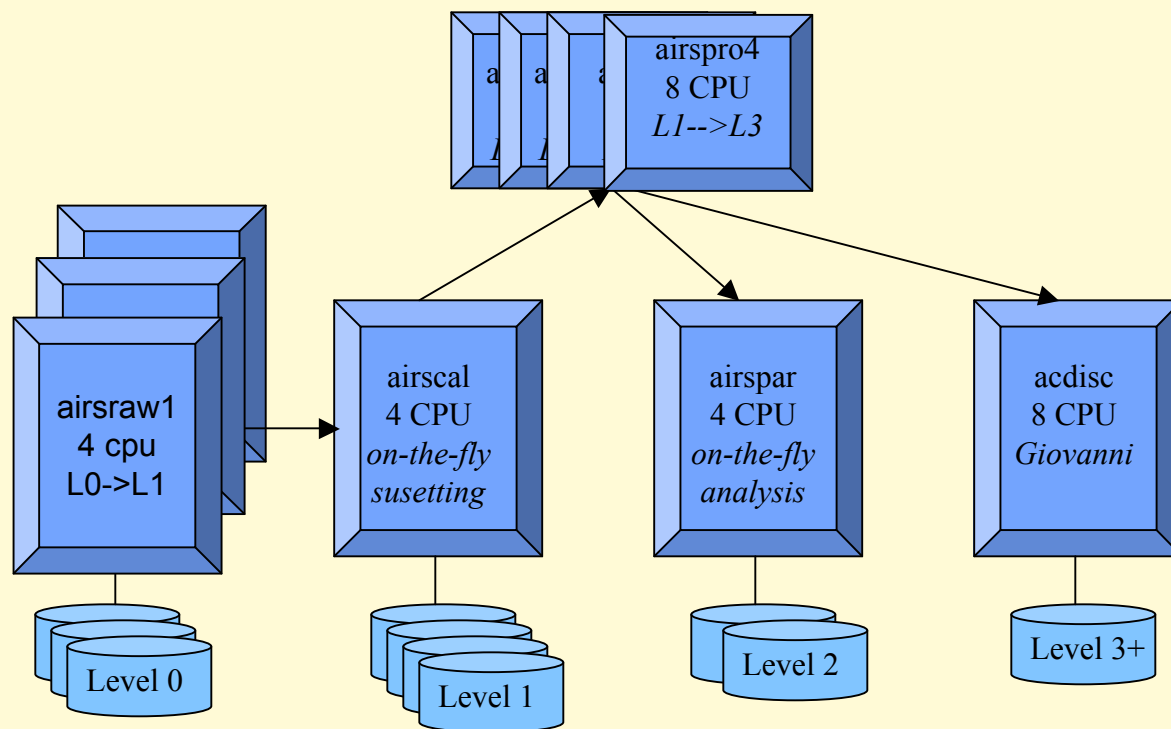 airspro4
8 CPU
L1-->L3
airsraw1
4 cpu
L0->L1
airscal
4 CPU
on-the-fly
susetting
airspar
4 CPU
on-the-fly
analysis
acdisc
8 CPU
Giovanni
Level 0
Level 1
Level 2
Level 3+